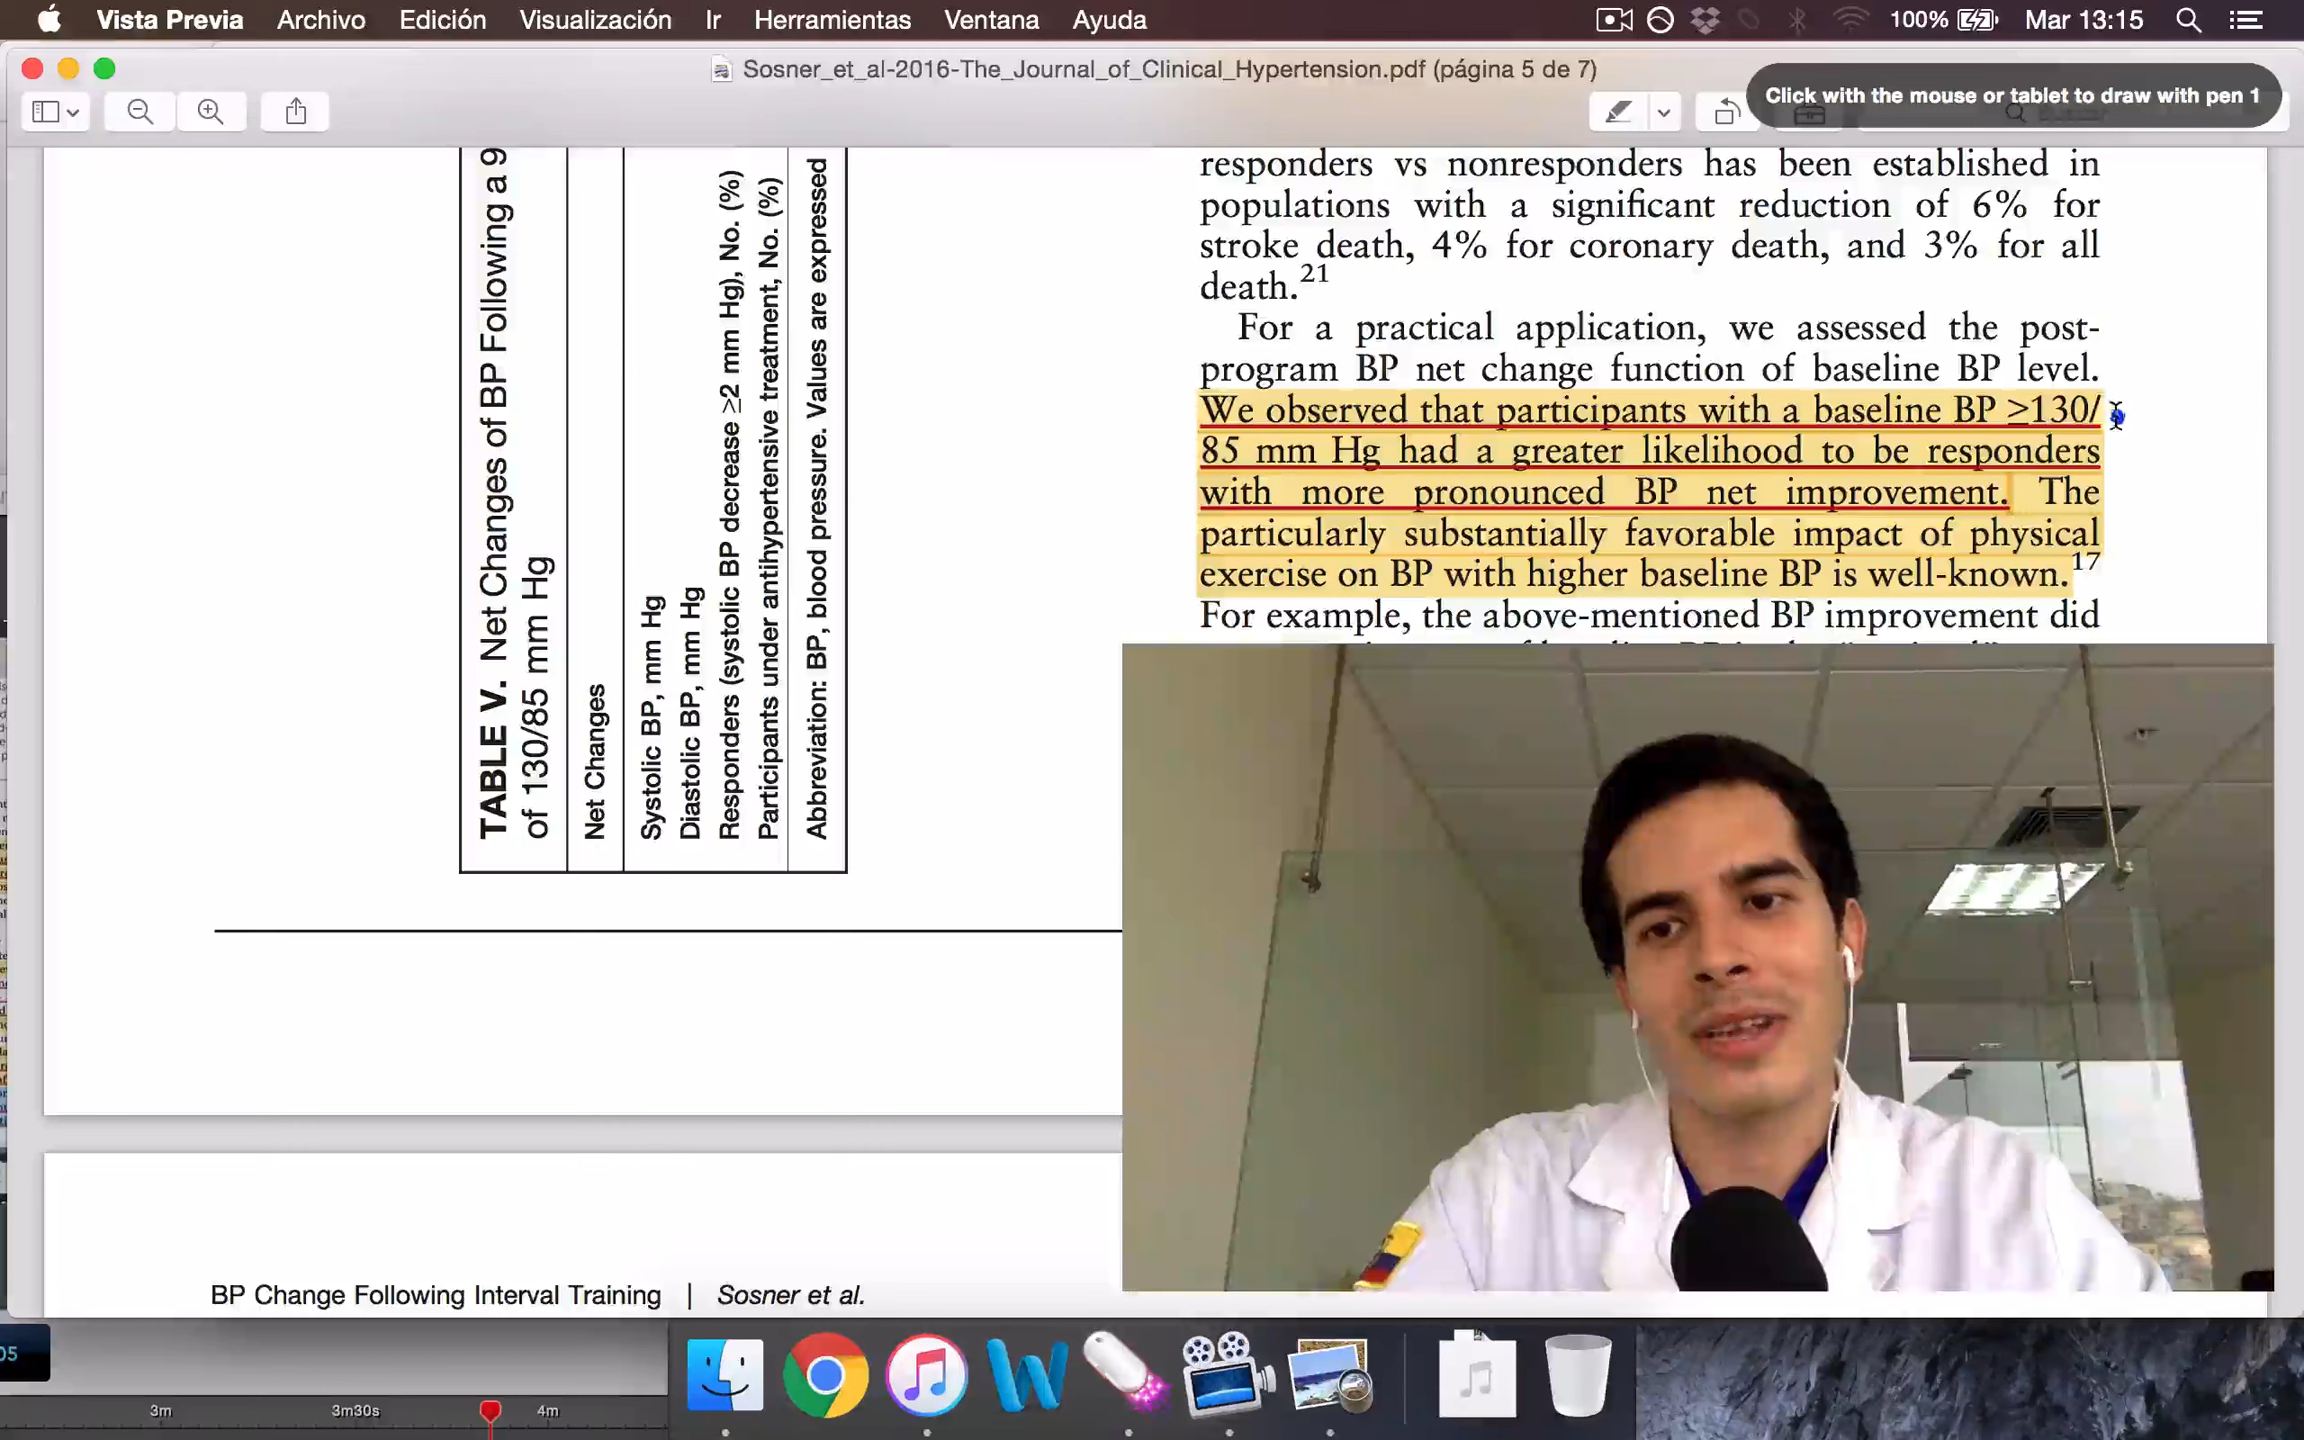 Vista Previa Archivo Edición Visualización Ir Herramientas Ventana Ayuda 100% Mar 13:15
Sosner_et_al-2016-The_Journal_of_Clinical_Hypertension.pdf (página 5 de 7)
Click with the mouse or tablet to draw with pen 1
TABLE V. Net Changes of BP Following a 9
of 130/85 mm Hg
Net Changes
Systolic BP, mm Hg
Diastolic BP, mm Hg
Responders (systolic BP decrease ≥2 mm Hg), No. (%)
Participants under antihypertensive treatment, No. (%)
Abbreviation: BP, blood pressure. Values are expressed
responders vs nonresponders has been established in
populations with a significant reduction of 6% for
stroke death, 4% for coronary death, and 3% for all
death.21
For a practical application, we assessed the post-
program BP net change function of baseline BP level.
We observed that participants with a baseline BP ≥130/
85 mm Hg had a greater likelihood to be responders
with more pronounced BP net improvement. The
particularly substantially favorable impact of physical
exercise on BP with higher baseline BP is well-known.17
For example, the above-mentioned BP improvement did
BP Change Following Interval Training | Sosner et al.
05
3m 3m30s 4m